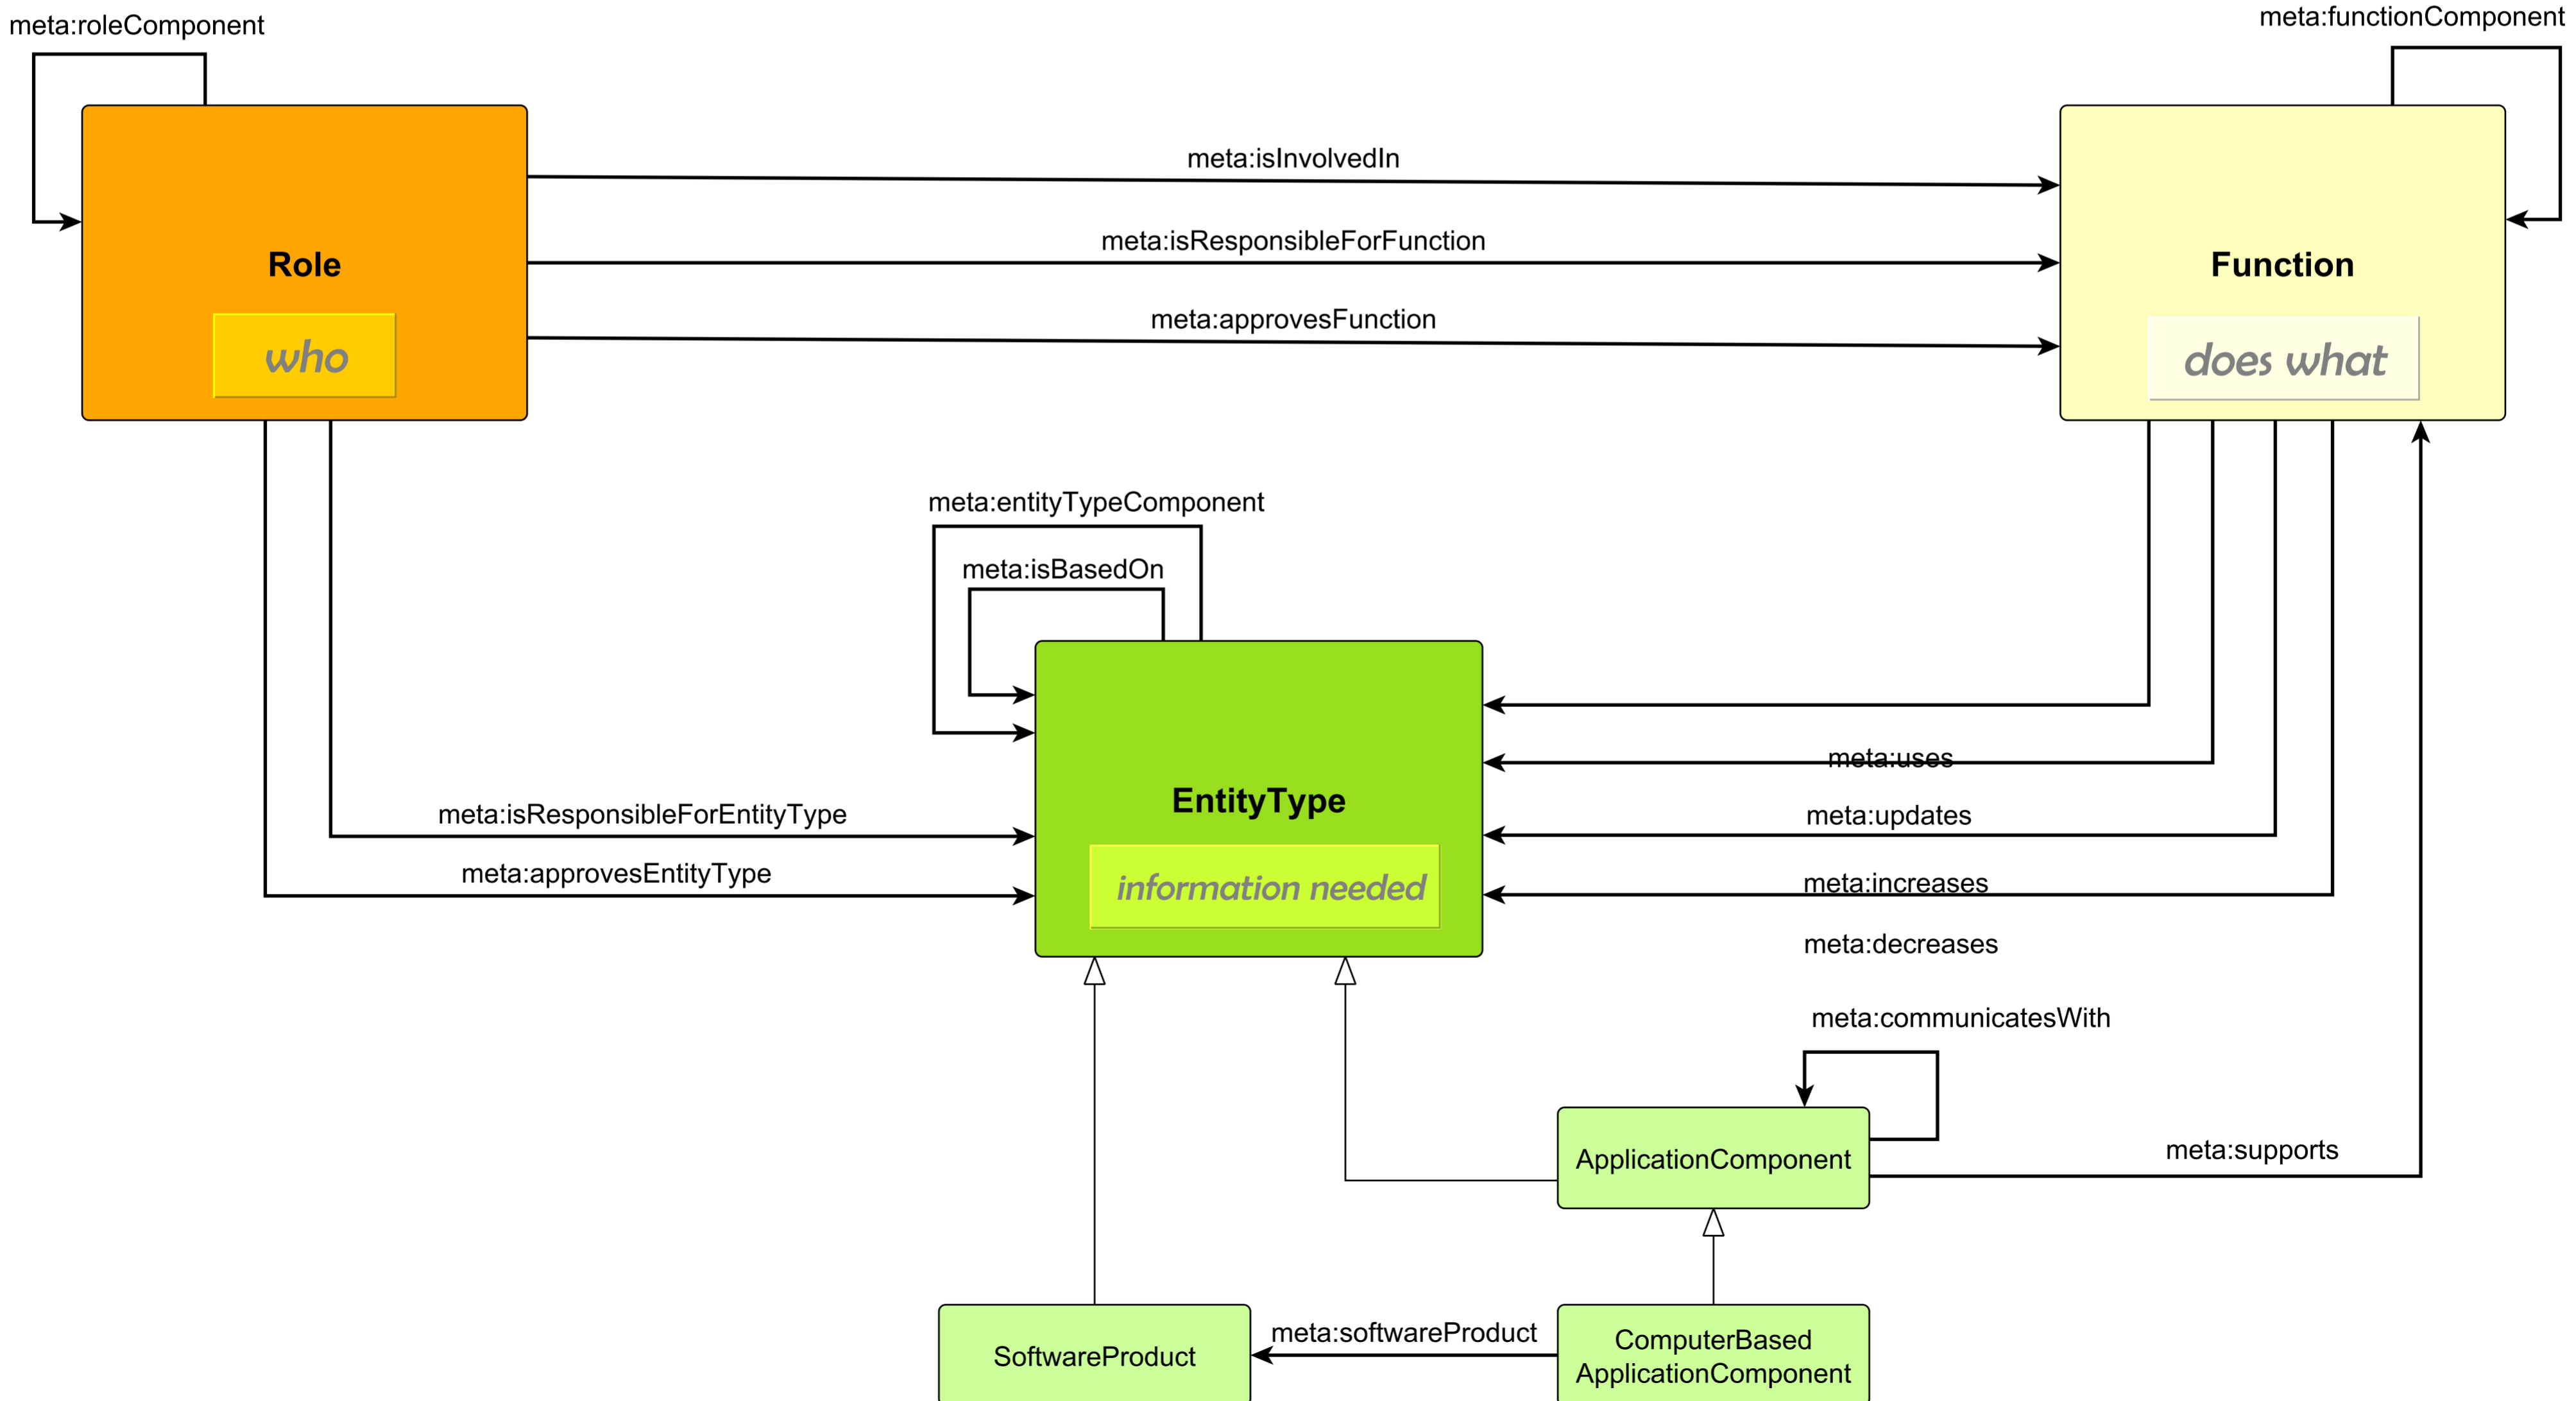 meta:roleComponent
meta:functionComponent
meta:isInvolvedIn
meta:isResponsibleForFunction
Role
Function
meta:approvesFunction
who
does what
meta:entityTypeComponent
meta:isBasedOn
meta:uses
EntityType
meta:isResponsibleForEntityType
meta:updates
meta:approvesEntityType
information needed
meta:increases
meta:decreases
meta:communicatesWith
ApplicationComponent
meta:supports
meta:softwareProduct
SoftwareProduct
ComputerBased
ApplicationComponent